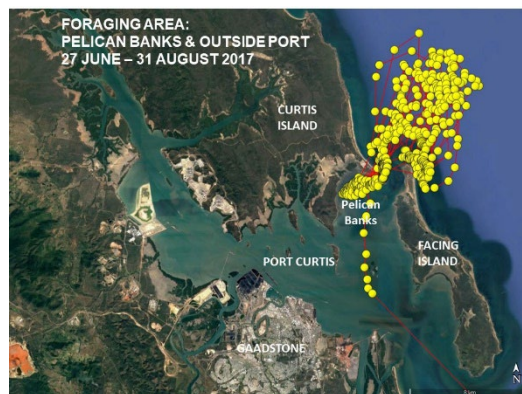 FORAGING AREA:
PELICAN BANKS & OUTSIDE PORT
27 JUNE – 31 AUGUST 2017
CURTIS
ISLAND
Pelican
Banks
FACING
ISLAND
PORT CURTIS
GAADSTONE
N